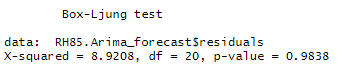 Box-Ljung test
data:  RH85.Arima_forecast$residuals
X-squared = 8.9208, df = 20, p-value = 0.9838